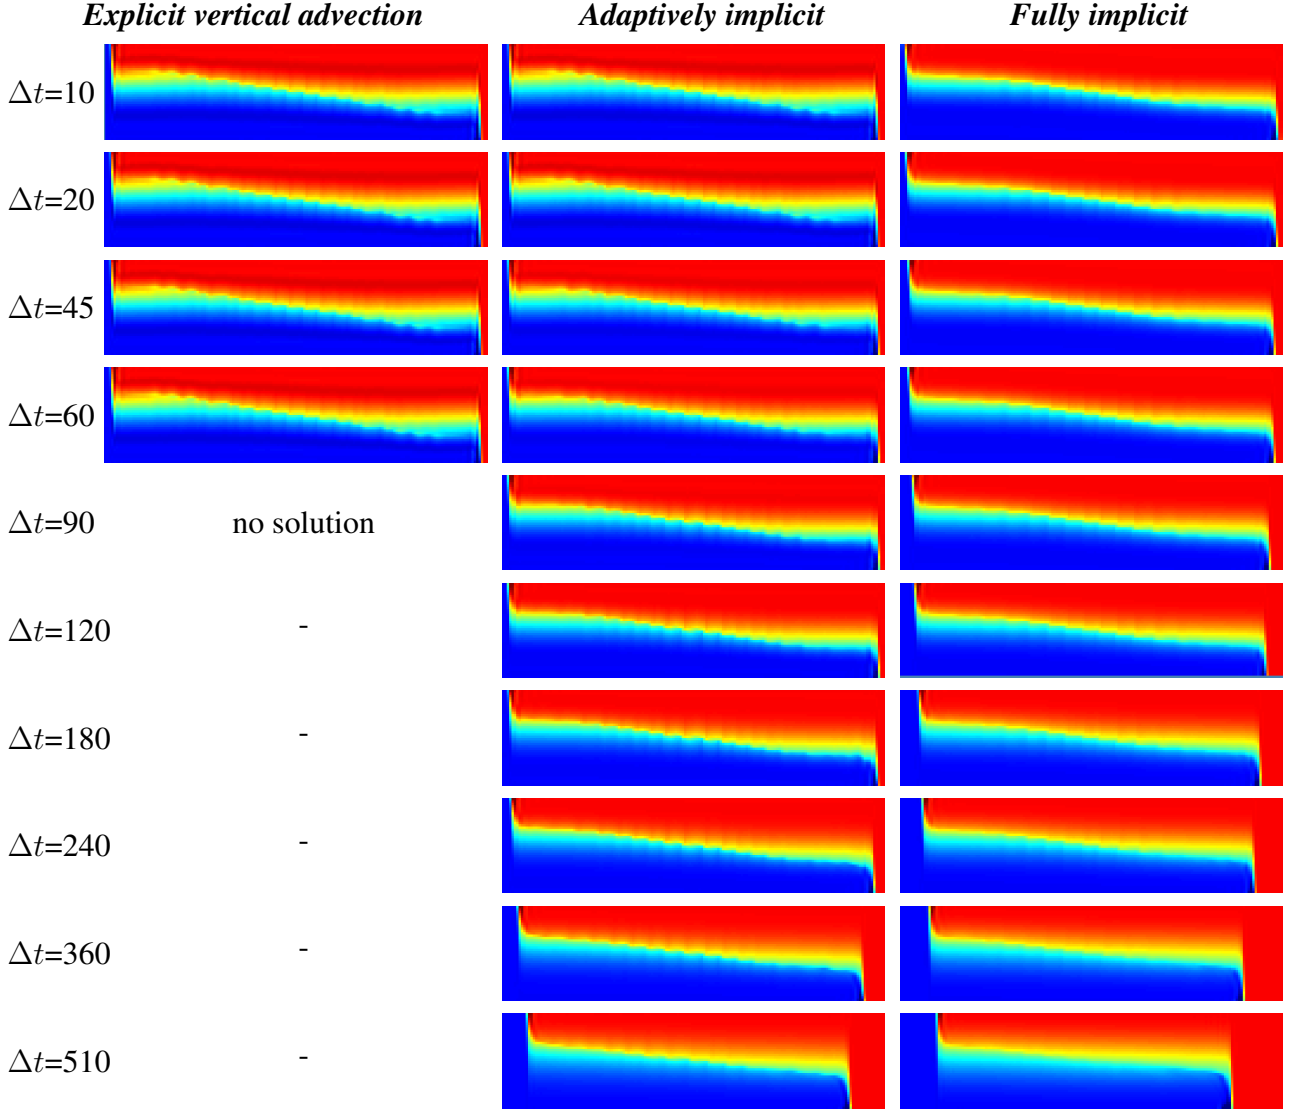 Explicit vertical advection Adaptively implicit Fully implicit
Δt=10
Δt=20
Δt=45
Δt=60
Δt=90 no solution
Δt=120 -
Δt=180 -
Δt=240 -
Δt=360 -
Δt=510 -